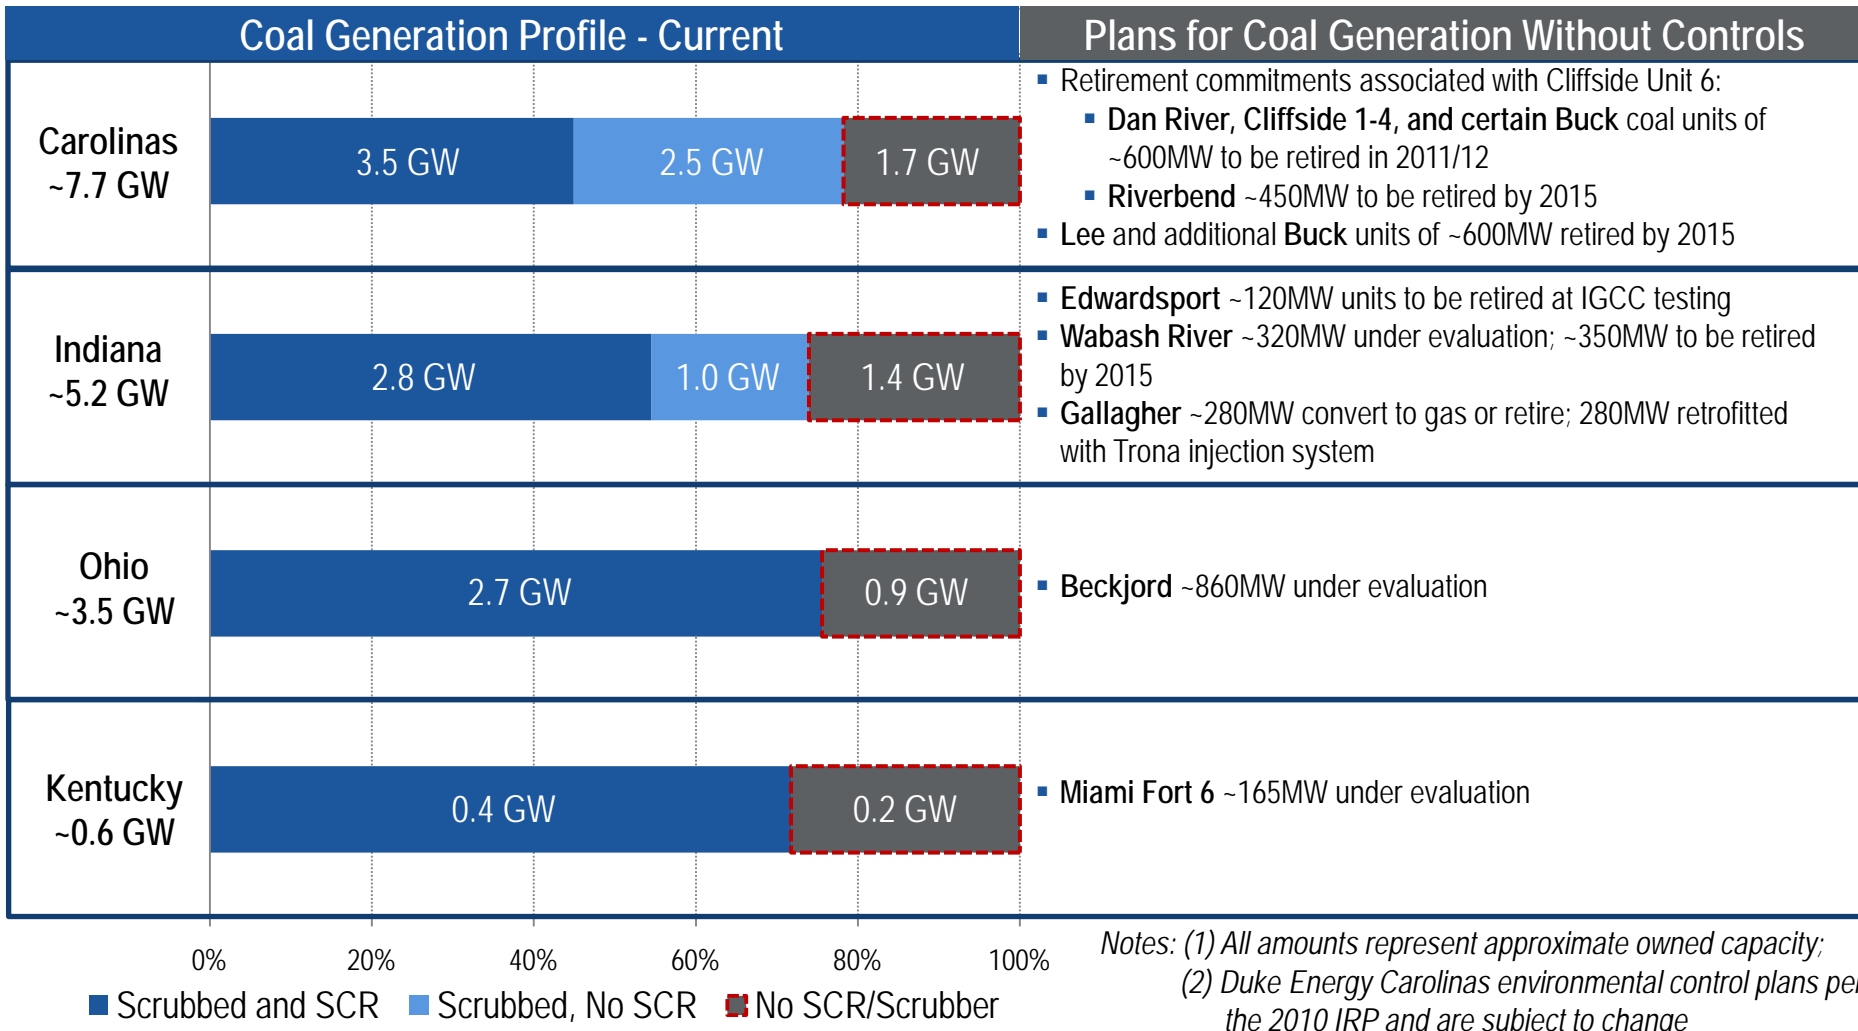 Coal Generation Profile - Current
Plans for Coal Generation Without Controls
Carolinas
~7.7 GW
3.5 GW
2.5 GW
1.7 GW
▪ Retirement commitments associated with Cliffside Unit 6:
▪ Dan River, Cliffside 1-4, and certain Buck coal units of
~600MW to be retired in 2011/12
▪ Riverbend ~450MW to be retired by 2015
▪ Lee and additional Buck units of ~600MW retired by 2015
Indiana
~5.2 GW
2.8 GW
1.0 GW
1.4 GW
▪ Edwardsport ~120MW units to be retired at IGCC testing
▪ Wabash River ~320MW under evaluation; ~350MW to be retired
by 2015
▪ Gallagher ~280MW convert to gas or retire; 280MW retrofitted
with Trona injection system
Ohio
~3.5 GW
2.7 GW
0.9 GW
▪ Beckjord ~860MW under evaluation
Kentucky
~0.6 GW
0.4 GW
0.2 GW
▪ Miami Fort 6 ~165MW under evaluation
0%
20%
40%
60%
80%
100%
Scrubbed and SCR
Scrubbed, No SCR
No SCR/Scrubber
Notes: (1) All amounts represent approximate owned capacity;
(2) Duke Energy Carolinas environmental control plans per
the 2010 IRP and are subject to change